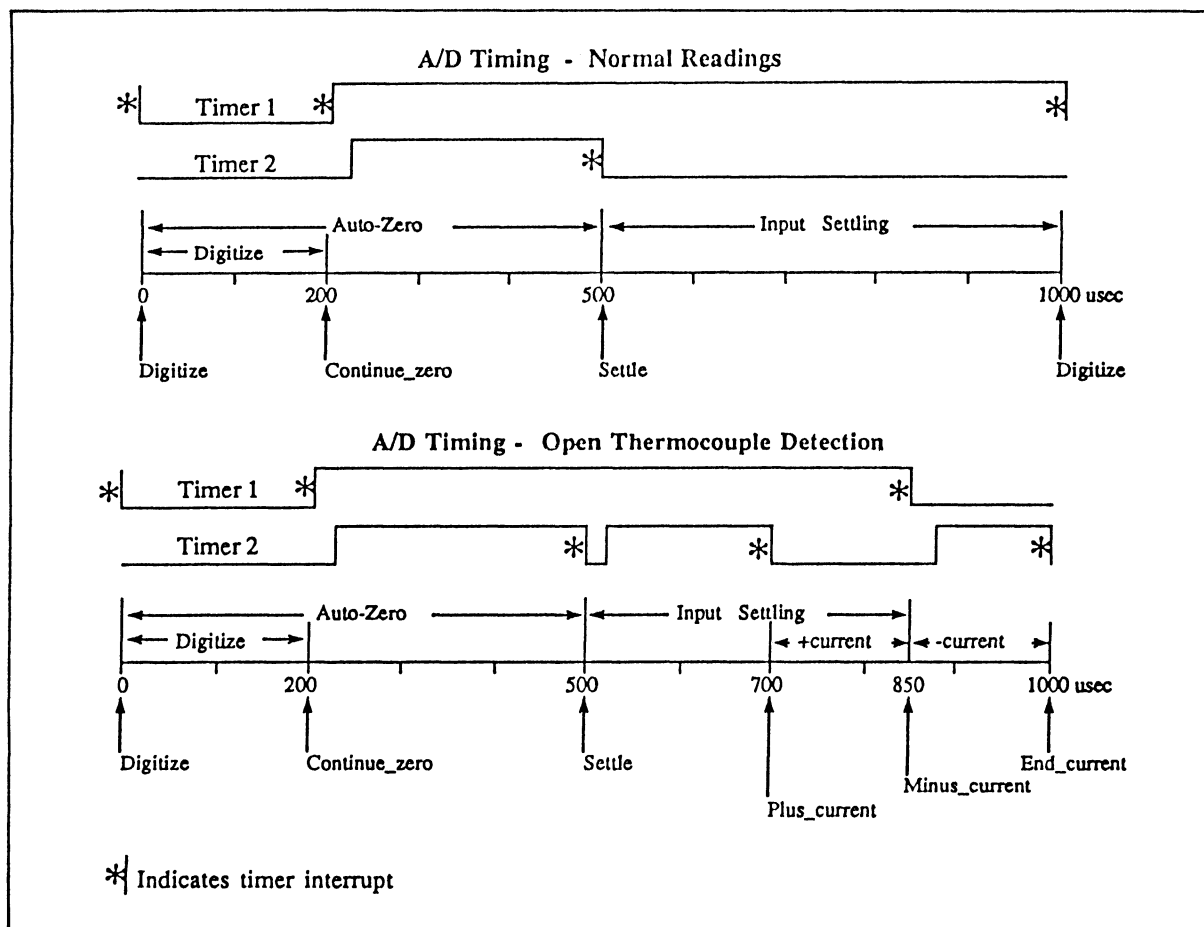 A/D Timing - Normal Readings
* Timer 1 * *
Timer 2 *
Auto-Zero Input Settling
Digitize
0 200 500 1000 usec
Digitize Continue_zero Settle Digitize
A/D Timing - Open Thermocouple Detection
* Timer 1 * *
Timer 2 * * *
Auto-Zero Input Settling
Digitize +current -current
0 200 500 700 850 1000 usec
Digitize Continue_zero Settle End_current
Minus_current
Plus_current
* Indicates timer interrupt